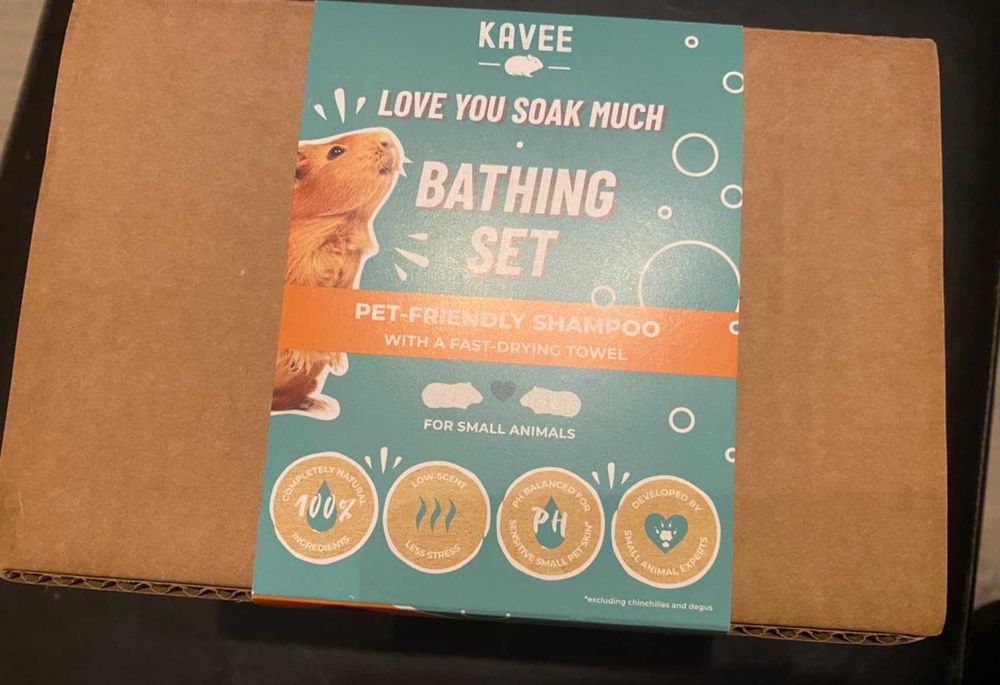 KAVEE
LOVE YOU SOAK MUCH
BATHING
SET
PET-FRIENDLY SHAMPOO
WITH A FAST-DRYING TOWEL
FOR SMALL ANIMALS
COMPLETELY NATURAL
100%
INGREDIENTS
LOW SCENT
LESS STRESS
PH BALANCED FOR
PH
SENSITIVE SMALL PET SKIN*
DEVELOPED BY
SMALL ANIMAL EXPERTS
*excluding chinchillas and degus